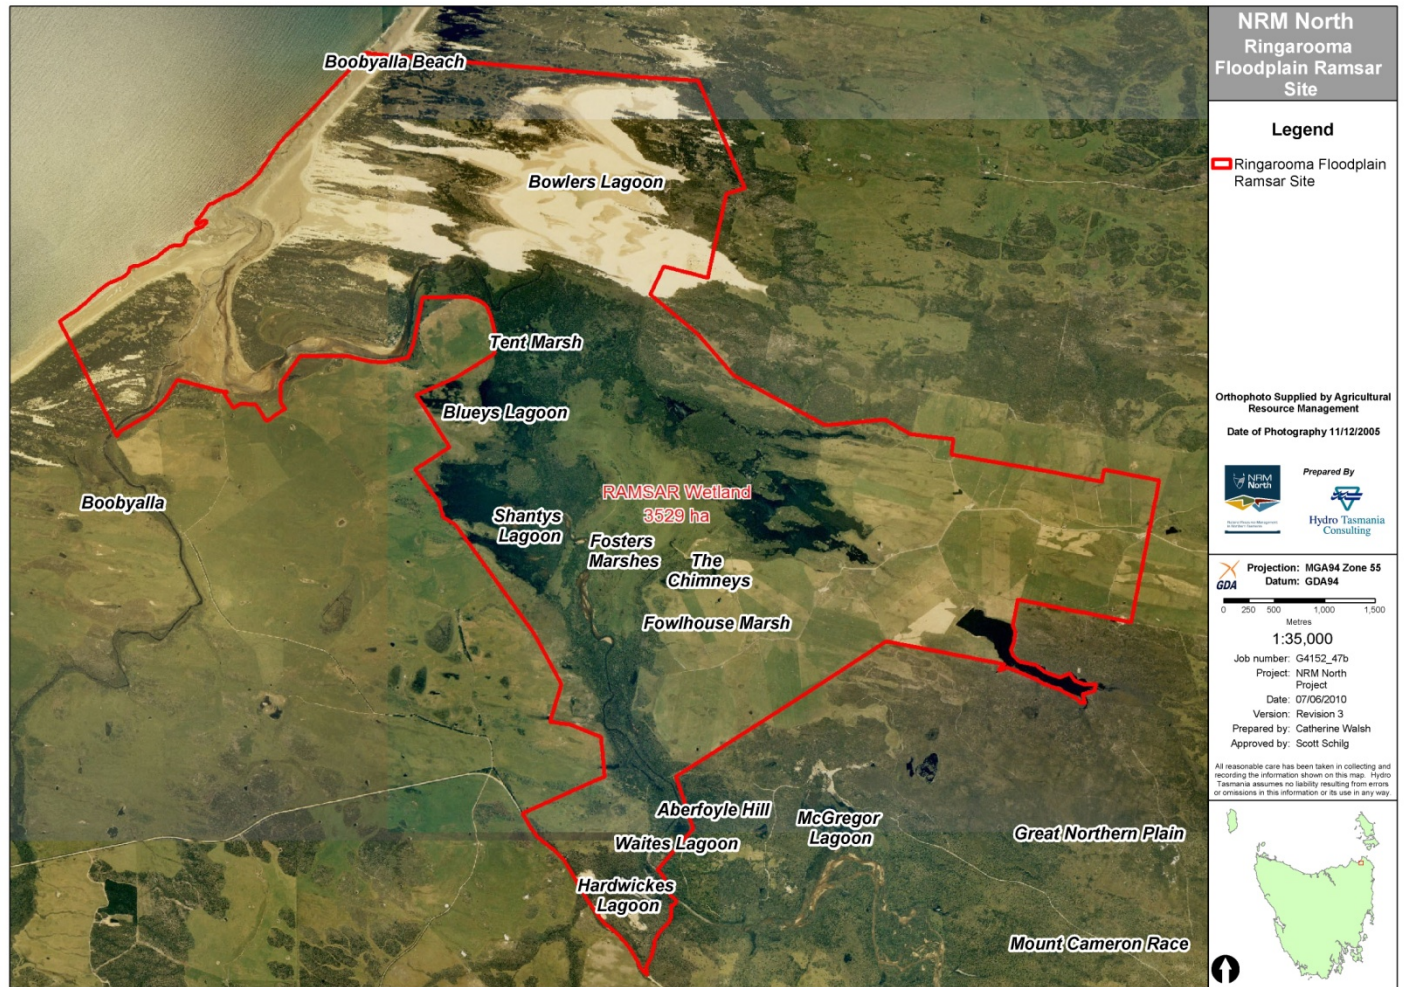 Boobyalla Beach
Bowlers Lagoon
Tent Marsh
Blueys Lagoon
Boobyalla
RAMSAR Wetland
3529 ha
Shantys
Lagoon
Fosters
Marshes
The
Chimneys
Fowlhouse Marsh
Aberfoyle Hill
McGregor
Lagoon
Waites Lagoon
Great Northern Plain
Hardwickes
Lagoon
Mount Cameron Race
NRM North
Ringarooma
Floodplain Ramsar
Site
Legend
Ringarooma Floodplain
Ramsar Site
Orthophoto Supplied by Agricultural
Resource Management
Date of Photography 11/12/2005
NRM
North
Prepared By
Hydro Tasmania
Consulting
GDA
Projection: MGA94 Zone 55
Datum: GDA94
0 250 500 1,000 1,500
Metres
1:35,000
Job number: G4152_47b
Project: NRM North
Project
Date: 07/06/2010
Version: Revision 3
Prepared by: Catherine Walsh
Approved by: Scott Schilg
All reasonable care has been taken in collecting and
recording the information shown on this map. Hydro
Tasmania assumes no liability resulting from errors
or omissions in this information or its use in any way.